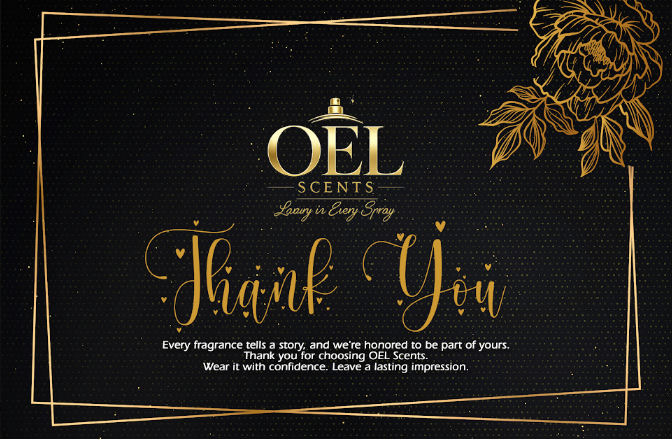 OEL
SCENTS
Luxury in Every Spray
Thank You
Every fragrance tells a story, and we're honored to be part of yours.
Thank you for choosing OEL Scents.
Wear it with confidence. Leave a lasting impression.